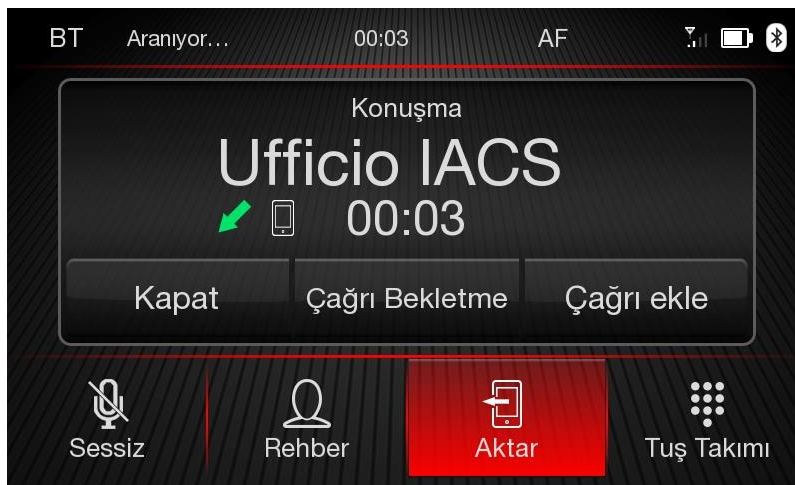 BT Aranıyor... 00:03 AF
Konuşma
Ufficio IACS
00:03
Kapat Çağrı Bekletme Çağrı ekle
Sessiz Rehber Aktar Tuş Takımı